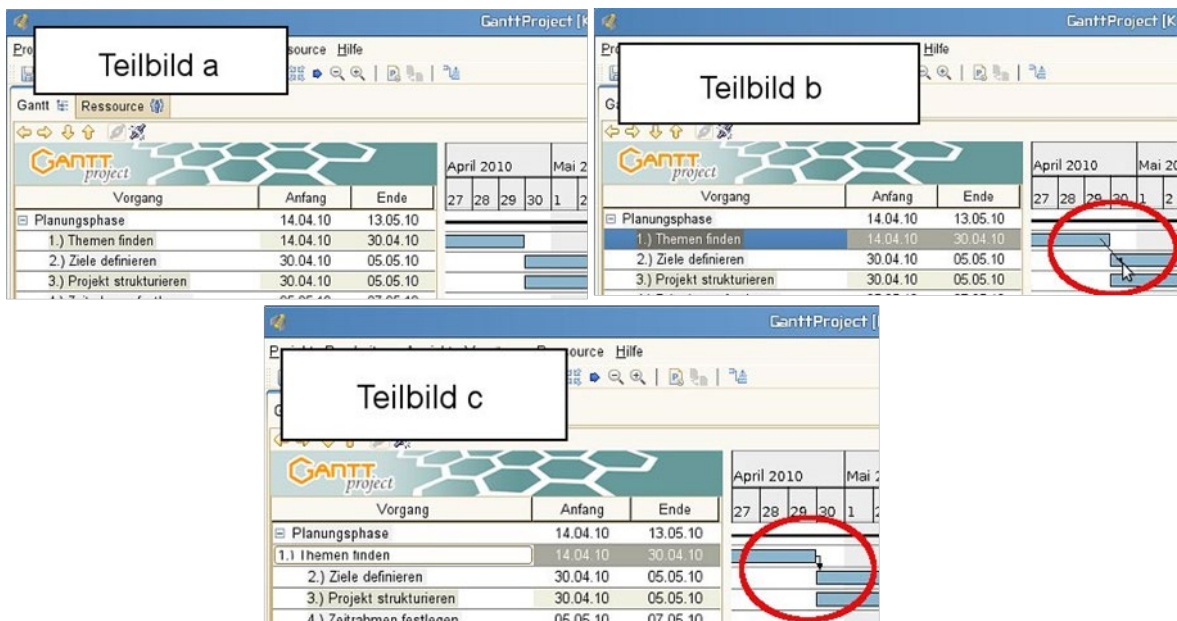 GanttProject [K
Teilbild a
source Hilfe
Gantt Ressource
GANTT project
April 2010 Mai 2
Vorgang Anfang Ende 27 28 29 30 1 2
Planungsphase 14.04.10 13.05.10
1.) Themen finden 14.04.10 30.04.10
2.) Ziele definieren 30.04.10 05.05.10
3.) Projekt strukturieren 30.04.10 05.05.10
GanttProject [K
Teilbild b
Hilfe
GANTT project
April 2010 Mai 20
Vorgang Anfang Ende 27 28 29 30 1 2
Planungsphase 14.04.10 13.05.10
1.) Themen finden 14.04.10 30.04.10
2.) Ziele definieren 30.04.10 05.05.10
3.) Projekt strukturieren 30.04.10 05.05.10
GanttProject [
Teilbild c
ource Hilfe
GANTT project
April 2010 Mai 2
Vorgang Anfang Ende 27 28 29 30 1 2
Planungsphase 14.04.10 13.05.10
1.) Themen finden 14.04.10 30.04.10
2.) Ziele definieren 30.04.10 05.05.10
3.) Projekt strukturieren 30.04.10 05.05.10
4.) Zeitrahmen festlegen 05.05.10 07.05.10